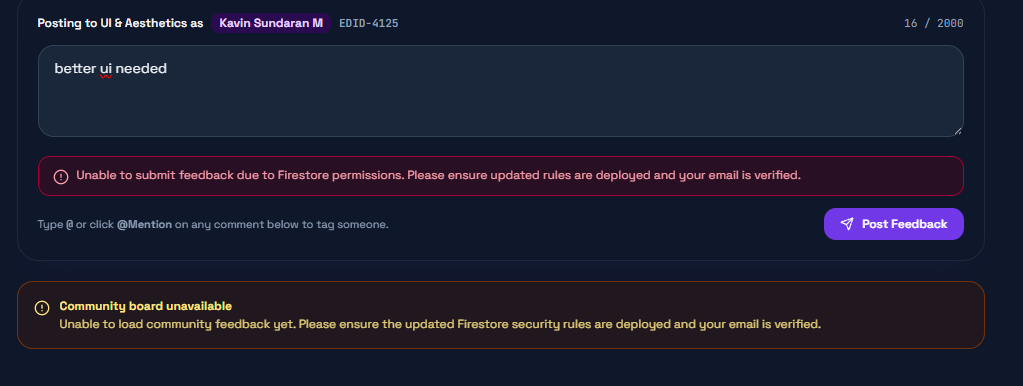 Posting to UI & Aesthetics as Kavin Sundaran M EDID-4125 16 / 2000
better ui needed
Unable to submit feedback due to Firestore permissions. Please ensure updated rules are deployed and your email is verified.
Type @ or click @Mention on any comment below to tag someone. Post Feedback
Community board unavailable
Unable to load community feedback yet. Please ensure the updated Firestore security rules are deployed and your email is verified.